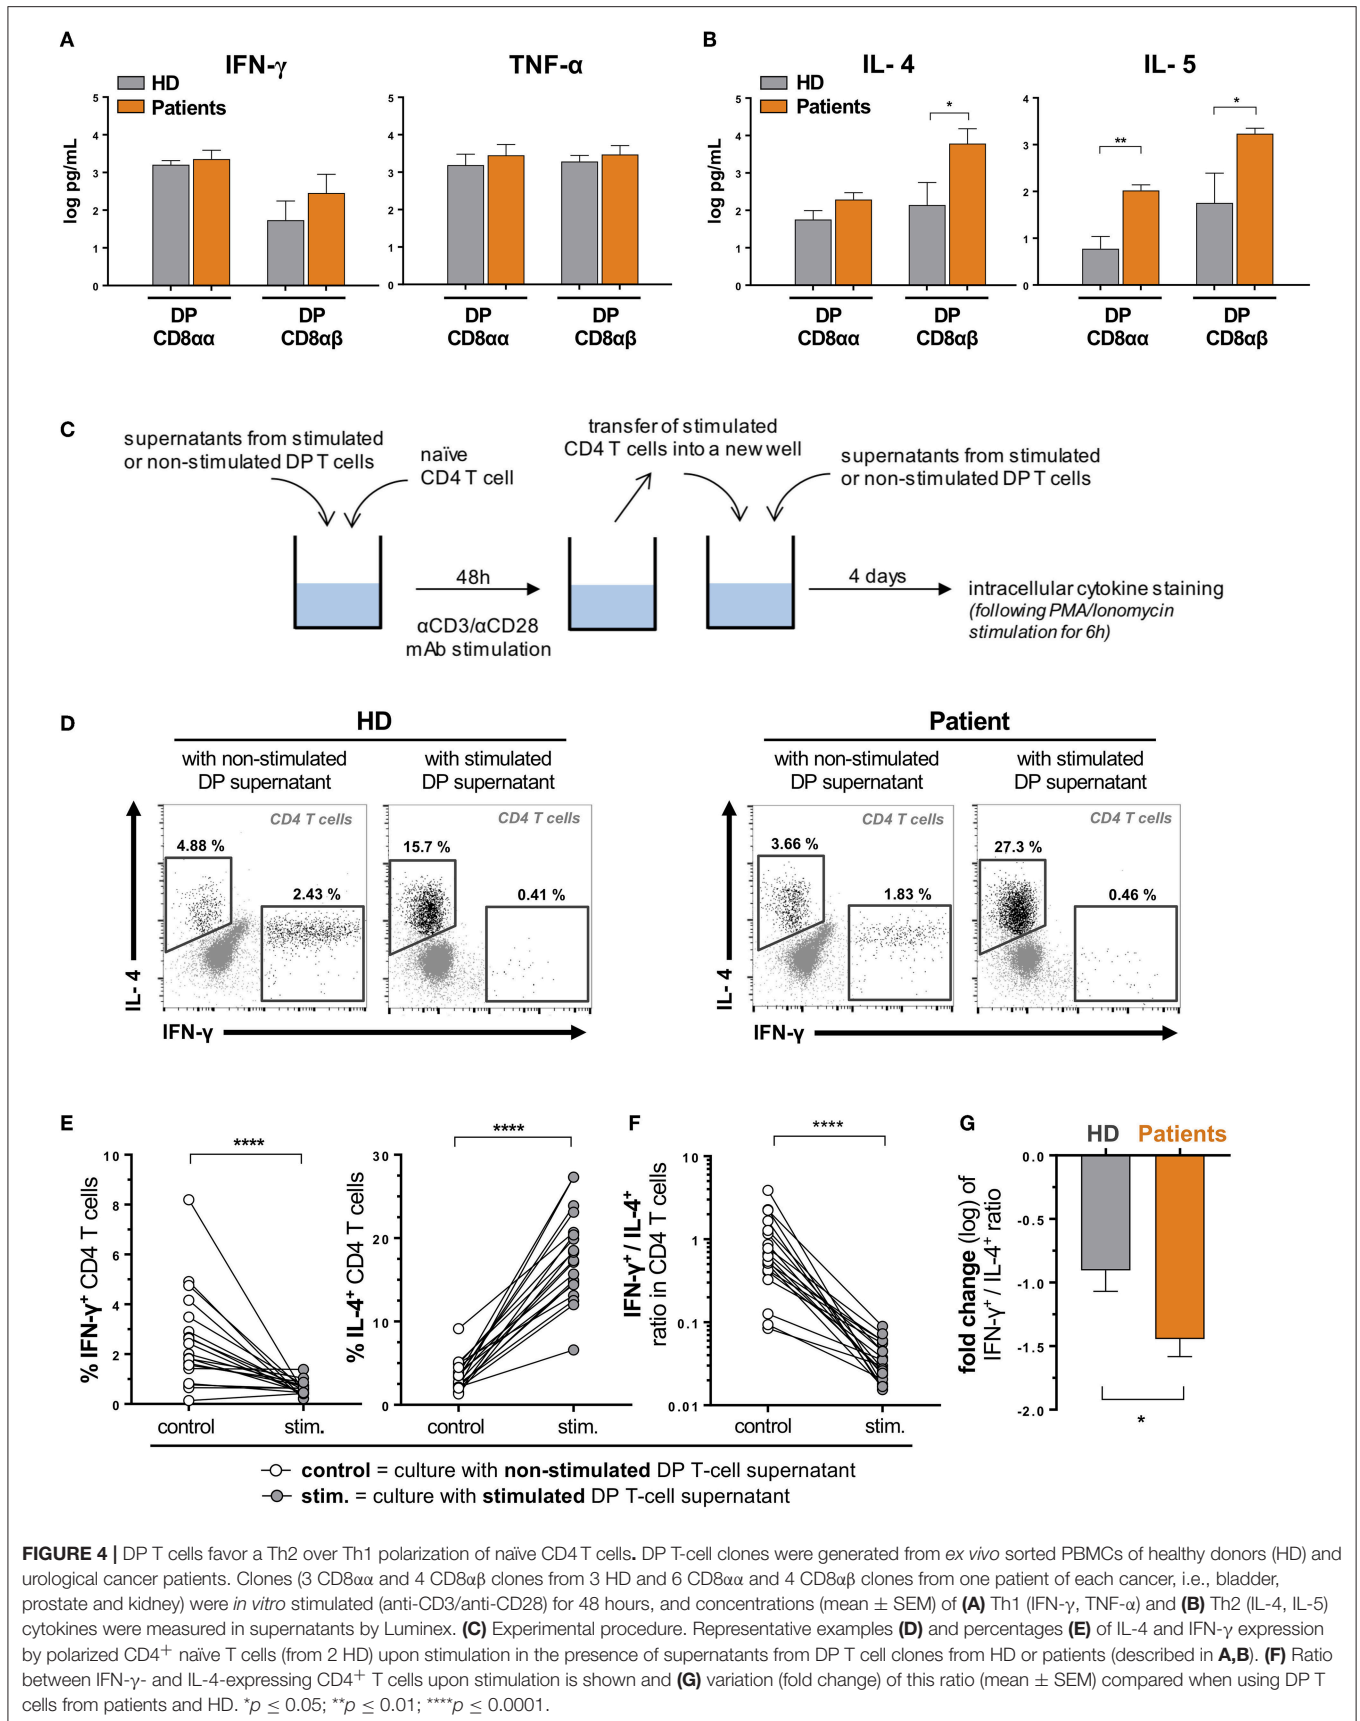 A
IFN-γ
TNF-α
HD
Patients
log pg/mL
5
4
3
2
1
0
DP
CD8αα
DP
CD8αβ
5
4
3
2
1
0
DP
CD8αα
DP
CD8αβ
B
IL- 4
IL- 5
HD
Patients
log pg/mL
5
4
3
2
1
0
*
DP
CD8αα
DP
CD8αβ
4
3
2
1
0
**
*
DP
CD8αα
DP
CD8αβ
C
supernatants from stimulated
or non-stimulated DP T cells
naïve
CD4 T cell
transfer of stimulated
CD4 T cells into a new well
supernatants from stimulated
or non-stimulated DP T cells
48h
αCD3/αCD28
mAb stimulation
4 days
intracellular cytokine staining
(following PMA/Ionomycin
stimulation for 6h)
D
HD
with non-stimulated
DP supernatant
with stimulated
DP supernatant
CD4 T cells
4.88 %
2.43 %
CD4 T cells
15.7 %
0.41 %
IL- 4
IFN-γ
Patient
with non-stimulated
DP supernatant
with stimulated
DP supernatant
CD4 T cells
3.66 %
1.83 %
CD4 T cells
27.3 %
0.46 %
IL- 4
IFN-γ
E
% IFN-γ+ CD4 T cells
10
8
6
4
2
0
****
control
stim.
% IL-4+ CD4 T cells
30
20
10
0
****
control
stim.
F
IFN-γ+ / IL-4+
ratio in CD4 T cells
10
1
0.1
0.01
****
control
stim.
G
HD
Patients
fold change (log) of
IFN-γ+ / IL-4+ ratio
0.0
-0.5
-1.0
-1.5
-2.0
*
control = culture with non-stimulated DP T-cell supernatant
stim. = culture with stimulated DP T-cell supernatant
FIGURE 4 | DP T cells favor a Th2 over Th1 polarization of naïve CD4 T cells. DP T-cell clones were generated from ex vivo sorted PBMCs of healthy donors (HD) and
urological cancer patients. Clones (3 CD8αα and 4 CD8αβ clones from 3 HD and 6 CD8αα and 4 CD8αβ clones from one patient of each cancer, i.e., bladder,
prostate and kidney) were in vitro stimulated (anti-CD3/anti-CD28) for 48 hours, and concentrations (mean ± SEM) of (A) Th1 (IFN-γ, TNF-α) and (B) Th2 (IL-4, IL-5)
cytokines were measured in supernatants by Luminex. (C) Experimental procedure. Representative examples (D) and percentages (E) of IL-4 and IFN-γ expression
by polarized CD4+ naïve T cells (from 2 HD) upon stimulation in the presence of supernatants from DP T cell clones from HD or patients (described in A,B). (F) Ratio
between IFN-γ- and IL-4-expressing CD4+ T cells upon stimulation is shown and (G) variation (fold change) of this ratio (mean ± SEM) compared when using DP T
cells from patients and HD. *p ≤ 0.05; **p ≤ 0.01; ****p ≤ 0.0001.